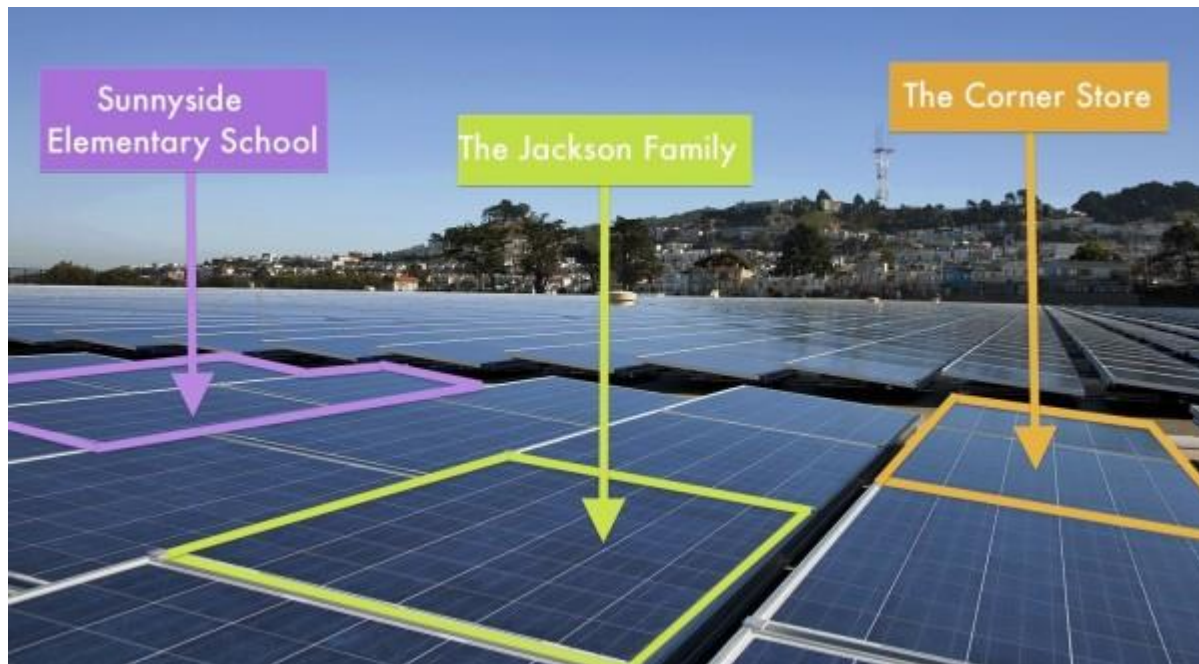 Sunnyside
Elementary School
The Jackson Family
The Corner Store